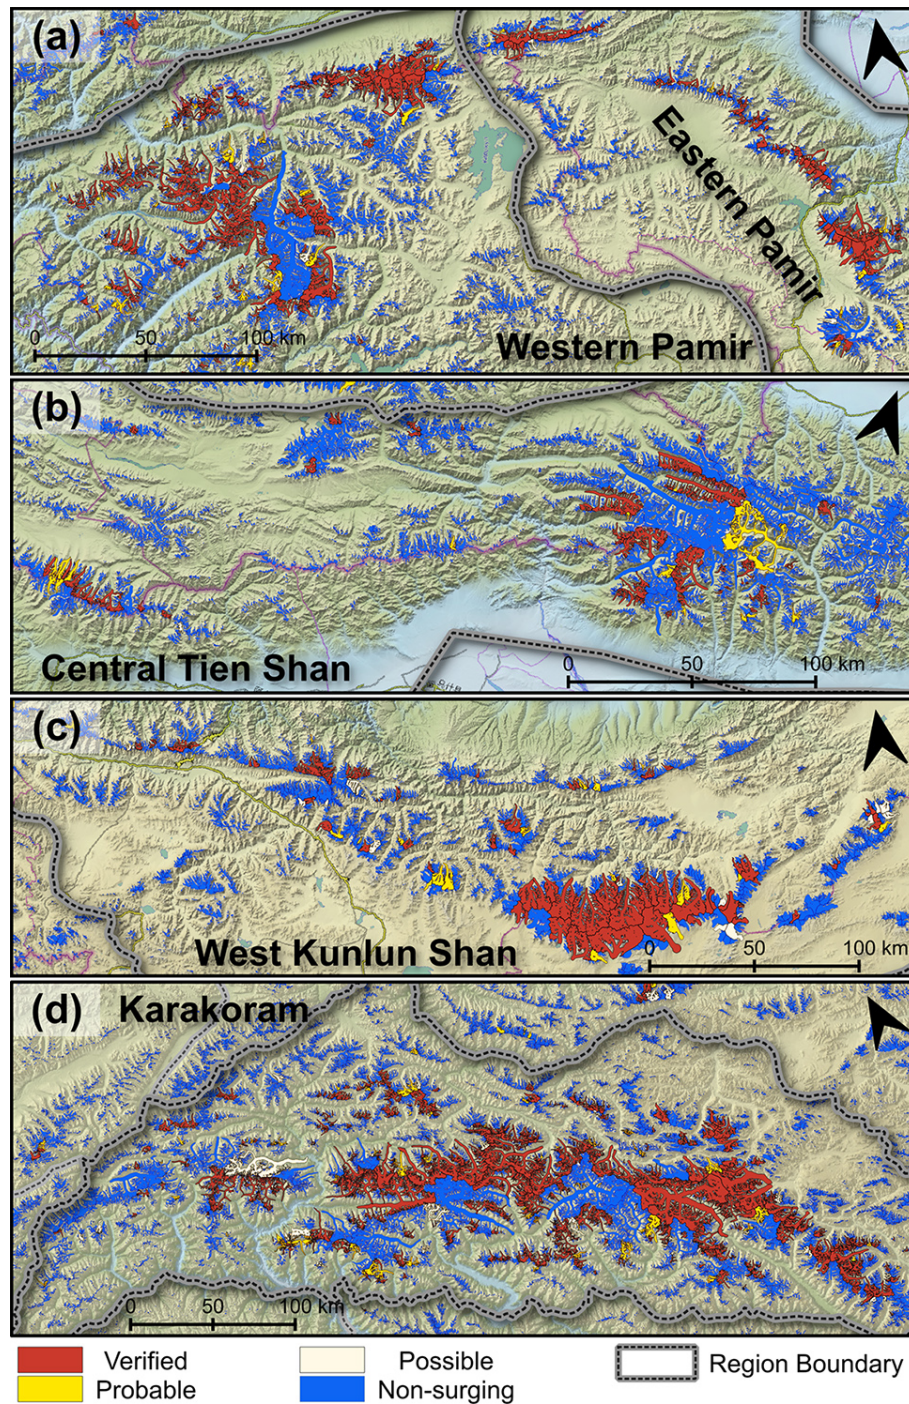 (a)
Eastern Pamir
0 50 100 km
Western Pamir
(b)
Central Tien Shan
0 50 100 km
(c)
West Kunlun Shan
0 50 100 km
(d)
Karakoram
0 50 100 km
Verified
Possible
Region Boundary
Probable
Non-surging